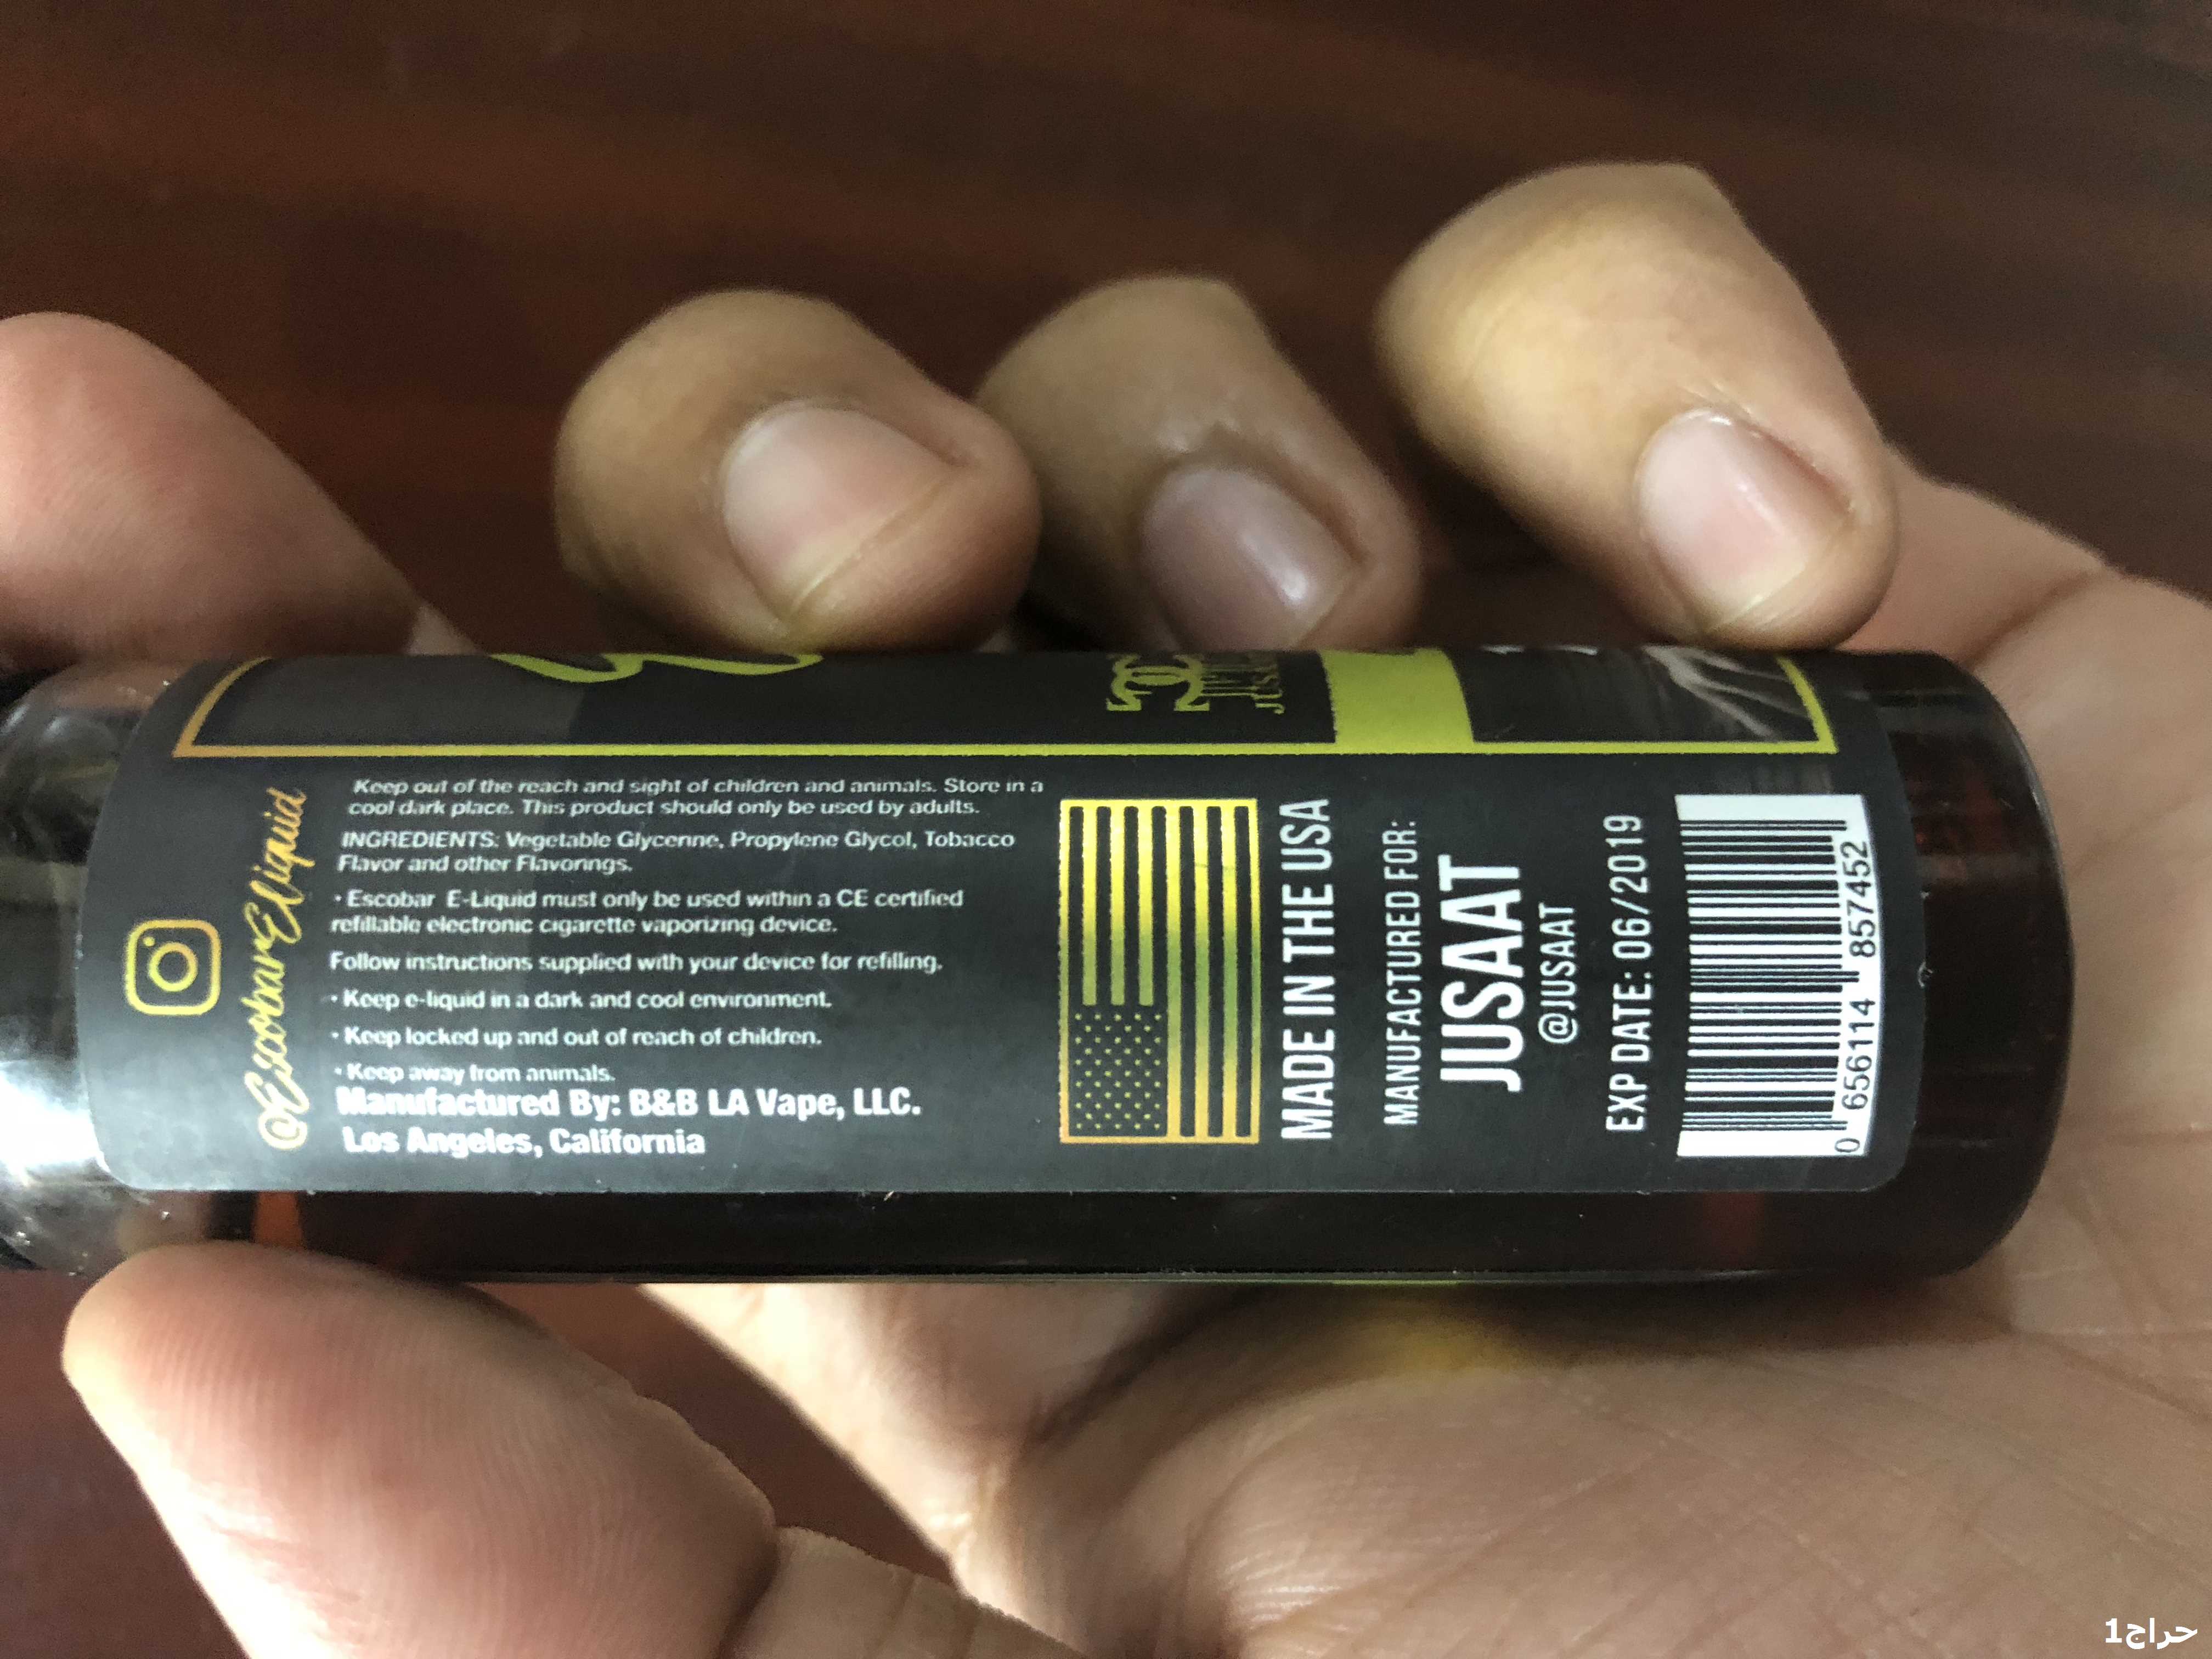 @EscobarEliquid
Keep out of the reach and sight of children and animals. Store in a
cool dark place. This product should only be used by adults.
INGREDIENTS: Vegetable Glycerine, Propylene Glycol, Tobacco
Flavor and other Flavorings.
• Escobar E-Liquid must only be used within a CE certified
refillable electronic cigarette vaporizing device.
Follow instructions supplied with your device for refilling.
• Keep e-liquid in a dark and cool environment.
• Keep locked up and out of reach of children.
• Keep away from animals.
Manufactured By: B&B LA Vape, LLC.
Los Angeles, California
MADE IN THE USA
MANUFACTURED FOR:
JUSAAT
@JUSAAT
EXP DATE: 06/2019
0 656114 857452
حراج1